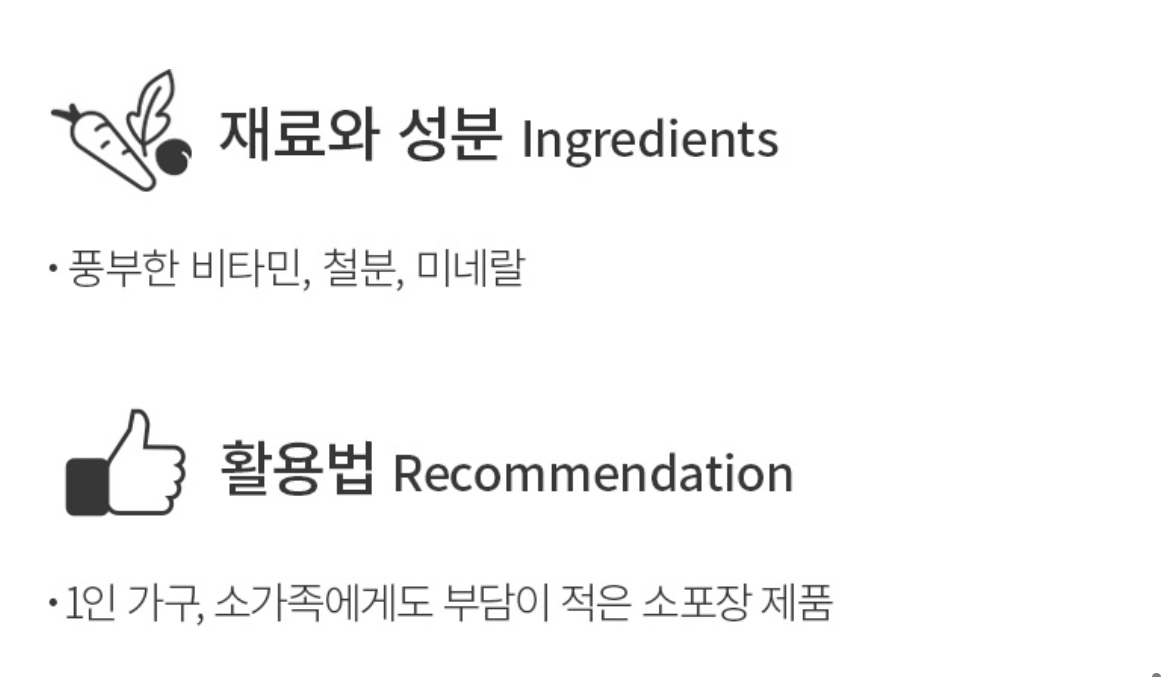 재료와 성분 Ingredients
• 풍부한 비타민, 철분, 미네랄
활용법 Recommendation
• 1인 가구, 소가족에게도 부담이 적은 소포장 제품